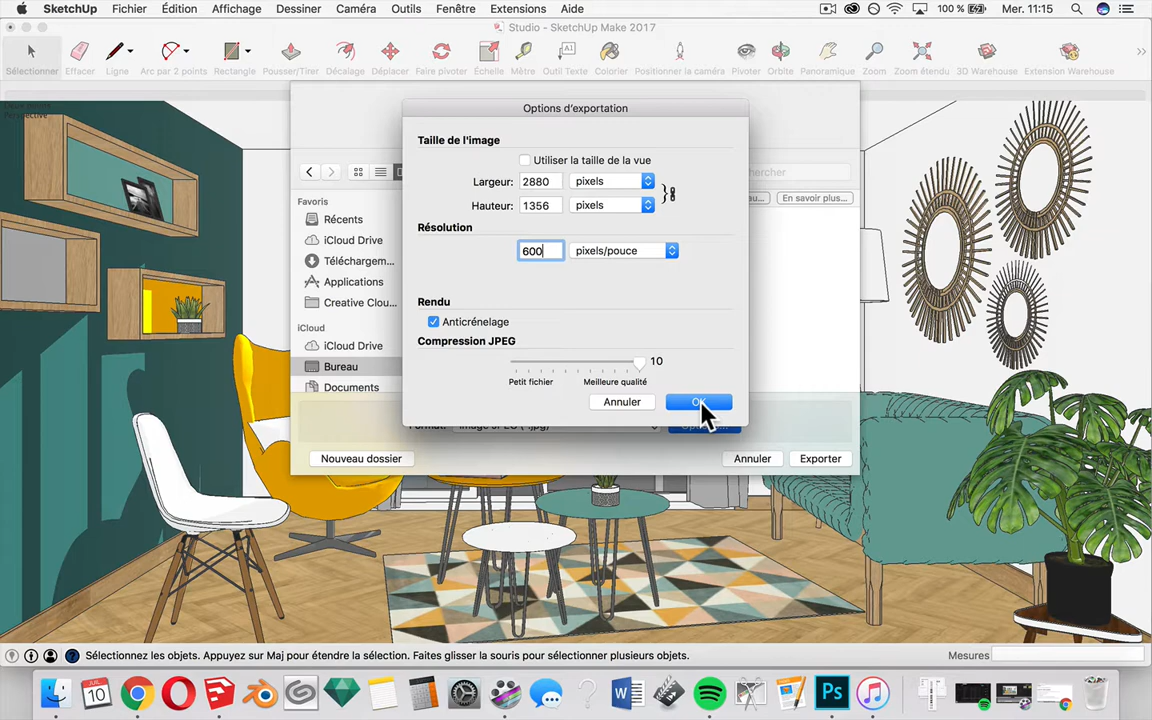 SketchUp Fichier Édition Affichage Dessiner Caméra Outils Fenêtre Extensions Aide 100 % Mer. 11:15
Studio - SketchUp Make 2017
Sélectionner Effacer Ligne Arc par 2 points Rectangle Pousser/Tirer Décalage Déplacer Faire pivoter Échelle Mètre Outil Texte Colorier Positionner la caméra Pivoter Orbite Panoramique Zoom Zoom étendu 3D Warehouse Extension Warehouse
Perspective
Options d'exportation
Taille de l'image
Utiliser la taille de la vue
Largeur: 2880 pixels
Hauteur: 1356 pixels
Résolution
600 pixels/pouce
Rendu
Anticrénelage
Compression JPEG
10
Petit fichier Meilleure qualité
Annuler OK
Favoris
Récents
iCloud Drive
Téléchargem...
Applications
Creative Clou...
iCloud
iCloud Drive
Bureau
Documents
hercher
au... En savoir plus...
Nouveau dossier Annuler Exporter
Sélectionnez les objets. Appuyez sur Maj pour étendre la sélection. Faites glisser la souris pour sélectionner plusieurs objets. Mesures
JUIL
10
Ps